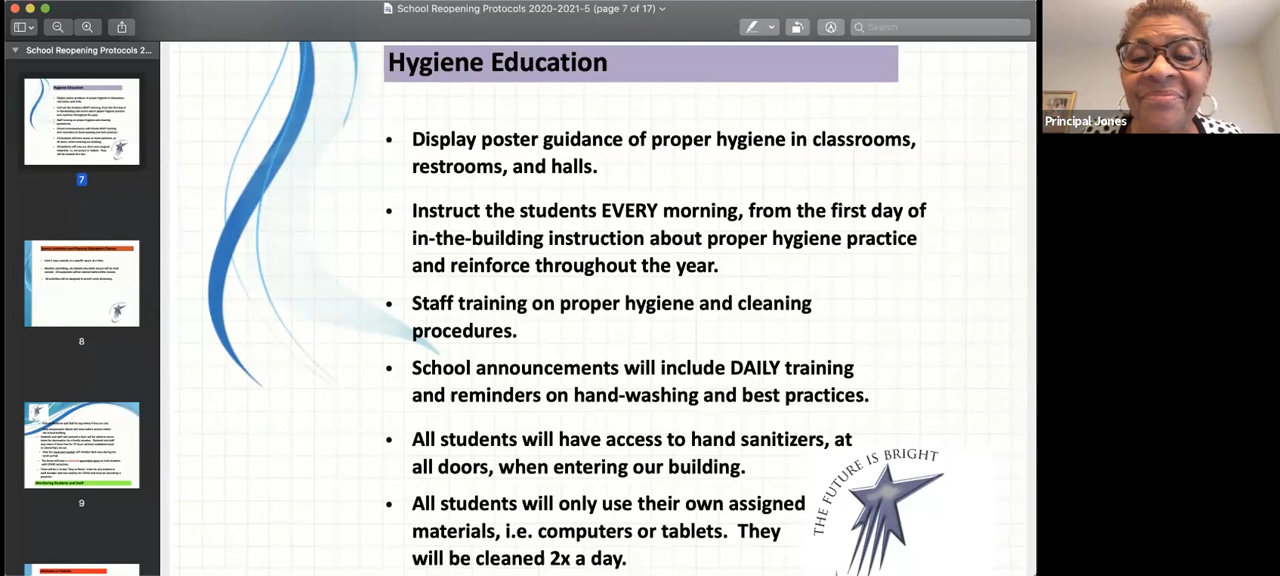 School Reopening Protocols 2020-2021-5 (page 7 of 17)
Search
School Reopening Protocols 2...
7
8
9
Hygiene Education
• Display poster guidance of proper hygiene in classrooms,
restrooms, and halls.
• Instruct the students EVERY morning, from the first day of
in-the-building instruction about proper hygiene practice
and reinforce throughout the year.
• Staff training on proper hygiene and cleaning
procedures.
• School announcements will include DAILY training
and reminders on hand-washing and best practices.
• All students will have access to hand sanitizers, at
all doors, when entering our building.
• All students will only use their own assigned
materials, i.e. computers or tablets. They
will be cleaned 2x a day.
THE FUTURE IS BRIGHT
Principal Jones